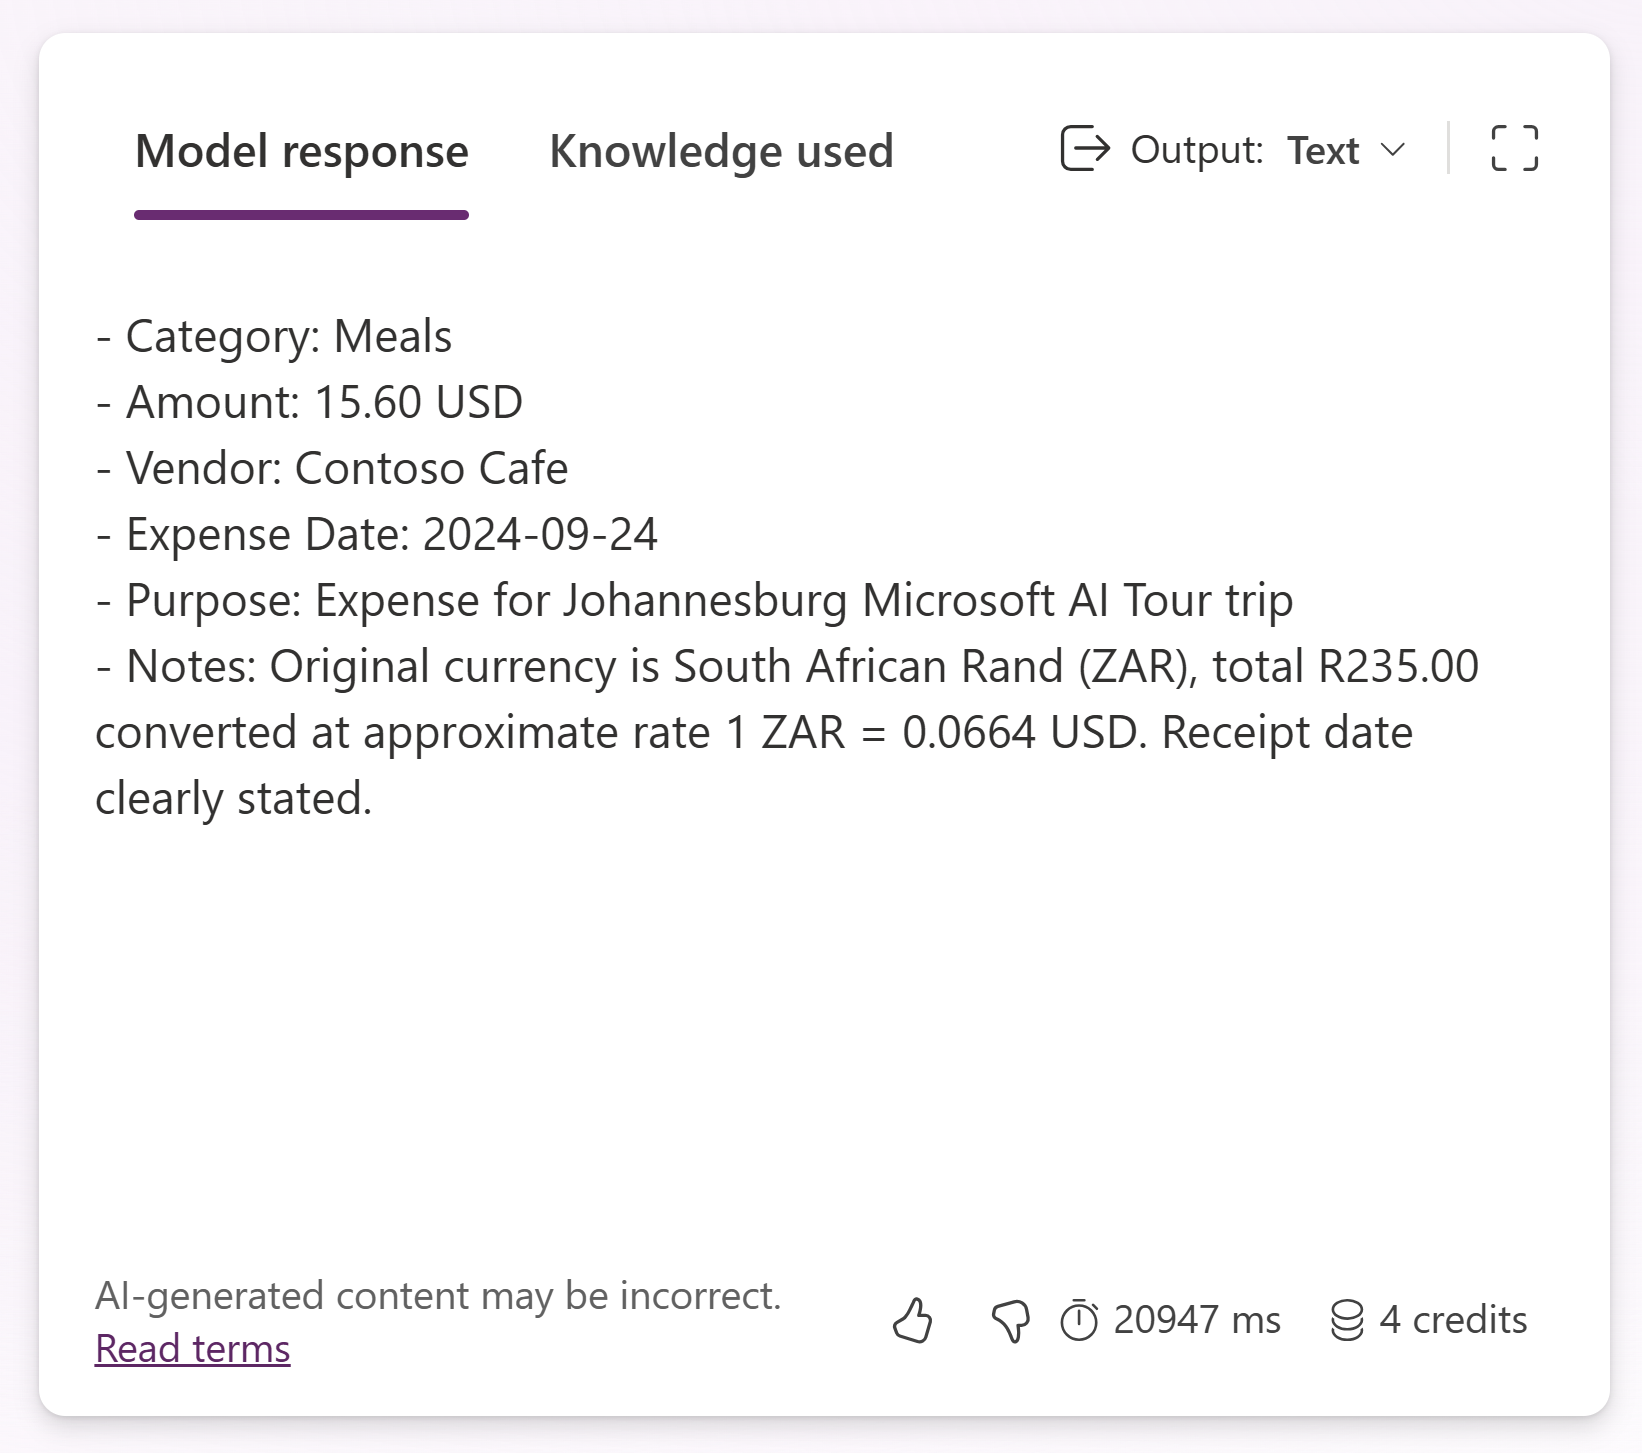 Model response
Knowledge used
Output: Text
- Category: Meals
- Amount: 15.60 USD
- Vendor: Contoso Cafe
- Expense Date: 2024-09-24
- Purpose: Expense for Johannesburg Microsoft AI Tour trip
- Notes: Original currency is South African Rand (ZAR), total R235.00
converted at approximate rate 1 ZAR = 0.0664 USD. Receipt date
clearly stated.
AI-generated content may be incorrect.
Read terms
20947 ms
4 credits